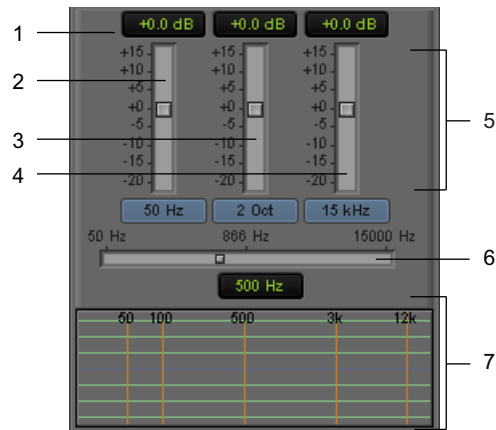 1 +0.0 dB +0.0 dB +0.0 dB
+15 +15 +15
2 +10 +10 +10
+5 +5 +5
+0 +0 +0 5
-5 -5 -5
3 -10 -10 -10
-15 -15 -15
4 -20 -20 -20
50 Hz 2 Oct 15 kHz
50 Hz 866 Hz 15000 Hz
6
500 Hz
50 100 500 3k 12k
7